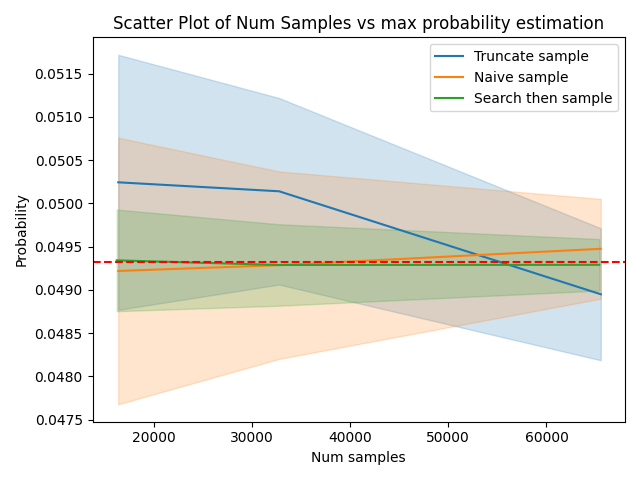 Scatter Plot of Num Samples vs max probability estimation
Truncate sample
Naive sample
Search then sample
0.0515
0.0510
0.0505
0.0500
0.0495
0.0490
0.0485
0.0480
0.0475
Probability
20000 30000 40000 50000 60000
Num samples